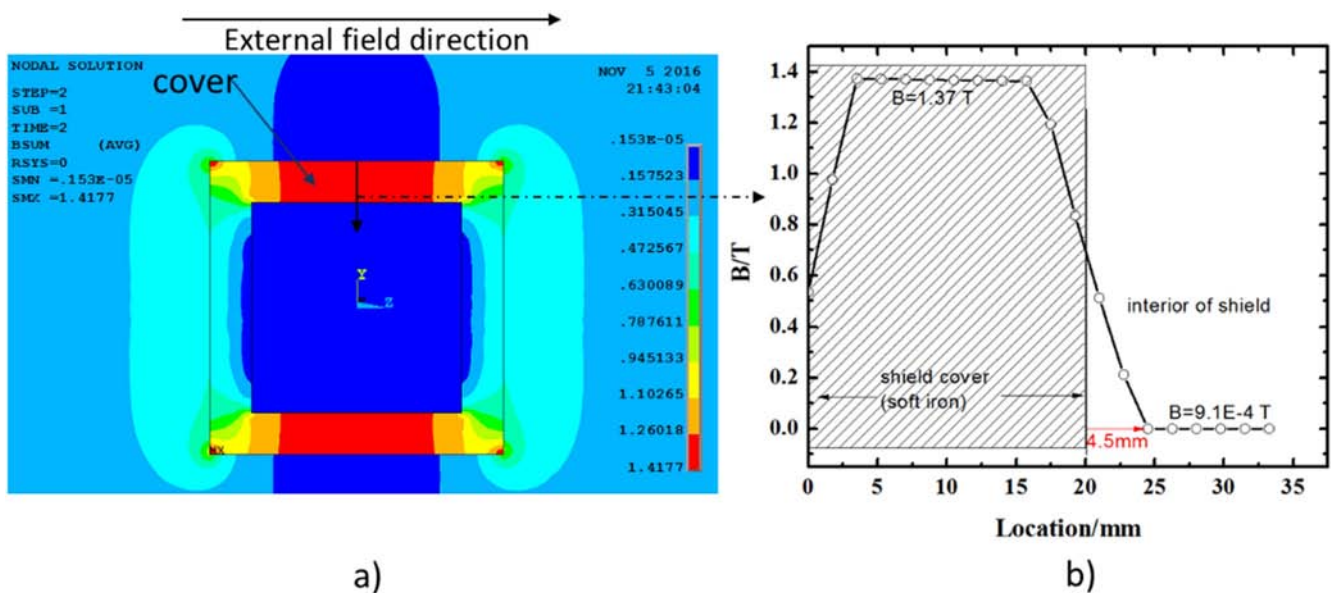 External field direction
NODAL SOLUTION
STEP=2
SUB =1
TIME=2
BSUM (AVG)
RSYS=0
SMN =.153E-05
SMX =1.4177
cover
NOV 5 2016
21:43:04
.153E-05
.157523
.315045
.472567
.630089
.787611
.945133
1.10265
1.26018
1.4177
Y
Z
MX
a)
B/T
1.4
1.2
1.0
0.8
0.6
0.4
0.2
0.0
B=1.37 T
interior of shield
shield cover
(soft iron)
B=9.1E-4 T
4.5mm
0 5 10 15 20 25 30 35
Location/mm
b)